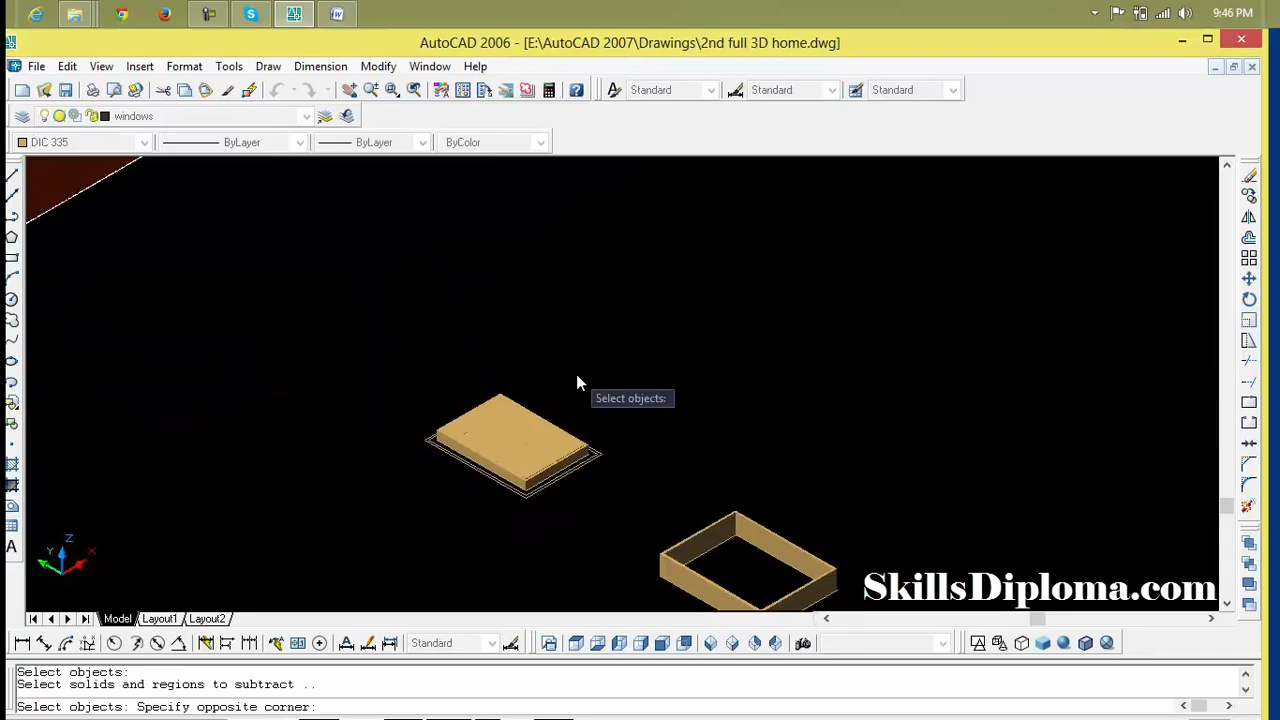 9:46 PM
AutoCAD 2006 - [E:\AutoCAD 2007\Drawings\2nd full 3D home.dwg]
File Edit View Insert Format Tools Draw Dimension Modify Window Help
Standard Standard Standard
windows
DIC 335 ByLayer ByLayer ByColor
Select objects:
Z
Y X
SkillsDiploma.com
Model Layout1 Layout2
Standard
Select objects:
Select solids and regions to subtract ..
Select objects: Specify opposite corner: